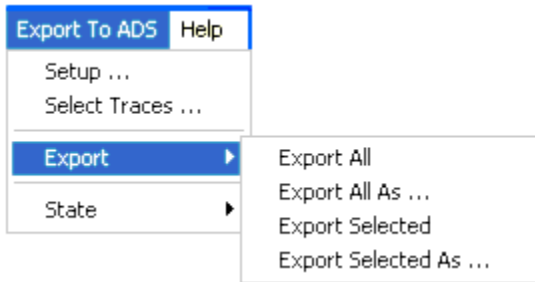 Export To ADS Help
Setup ...
Select Traces ...
Export
State
Export All
Export All As ...
Export Selected
Export Selected As ...